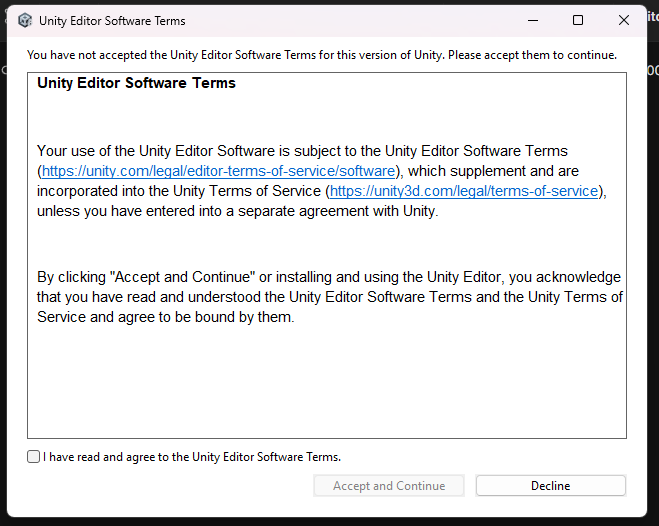 Unity Editor Software Terms
You have not accepted the Unity Editor Software Terms for this version of Unity. Please accept them to continue.
Unity Editor Software Terms
Your use of the Unity Editor Software is subject to the Unity Editor Software Terms
(https://unity.com/legal/editor-terms-of-service/software), which supplement and are
incorporated into the Unity Terms of Service (https://unity3d.com/legal/terms-of-service),
unless you have entered into a separate agreement with Unity.
By clicking "Accept and Continue" or installing and using the Unity Editor, you acknowledge
that you have read and understood the Unity Editor Software Terms and the Unity Terms of
Service and agree to be bound by them.
I have read and agree to the Unity Editor Software Terms.
Accept and Continue
Decline